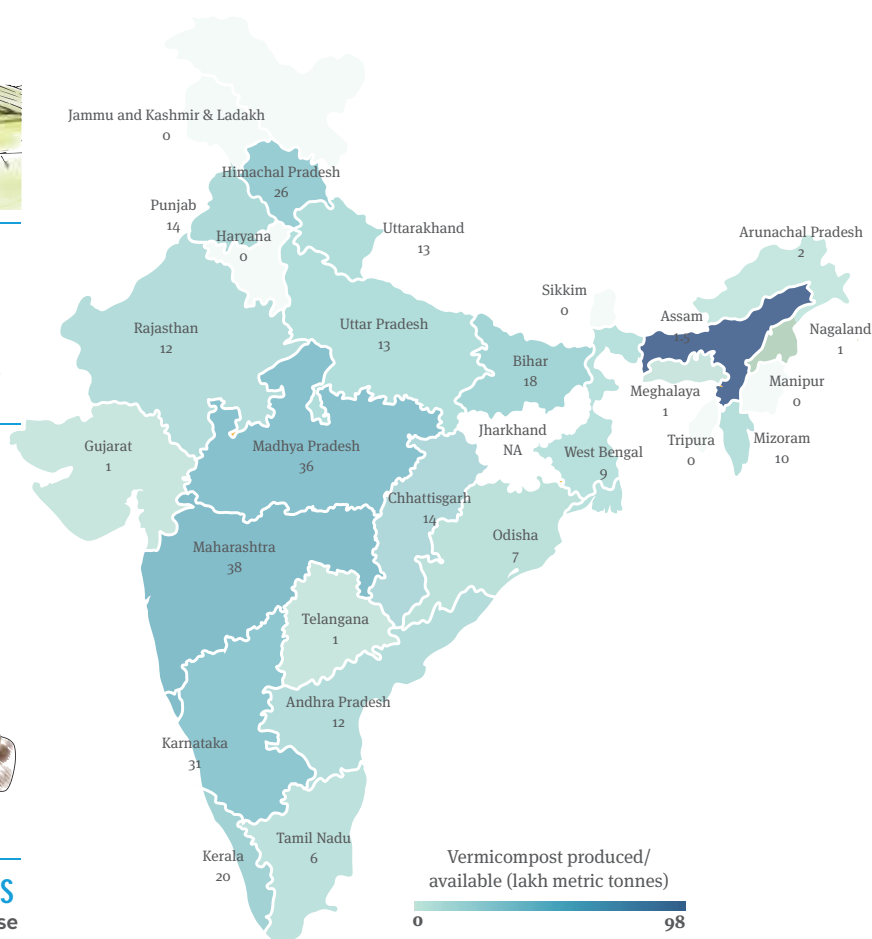 Jammu and Kashmir & Ladakh
0
Himachal Pradesh
26
Punjab
14
Haryana
0
Uttarakhand
13
Arunachal Pradesh
2
Sikkim
0
Assam
1.5
Nagaland
1
Rajasthan
12
Uttar Pradesh
13
Bihar
18
Meghalaya
1
Manipur
0
Jharkhand
NA
Tripura
0
Mizoram
10
Gujarat
1
Madhya Pradesh
36
West Bengal
9
Chhattisgarh
14
Odisha
7
Maharashtra
38
Telangana
1
Andhra Pradesh
12
Karnataka
31
Tamil Nadu
6
Kerala
20
Vermicompost produced/
available (lakh metric tonnes)
0 98
S
se